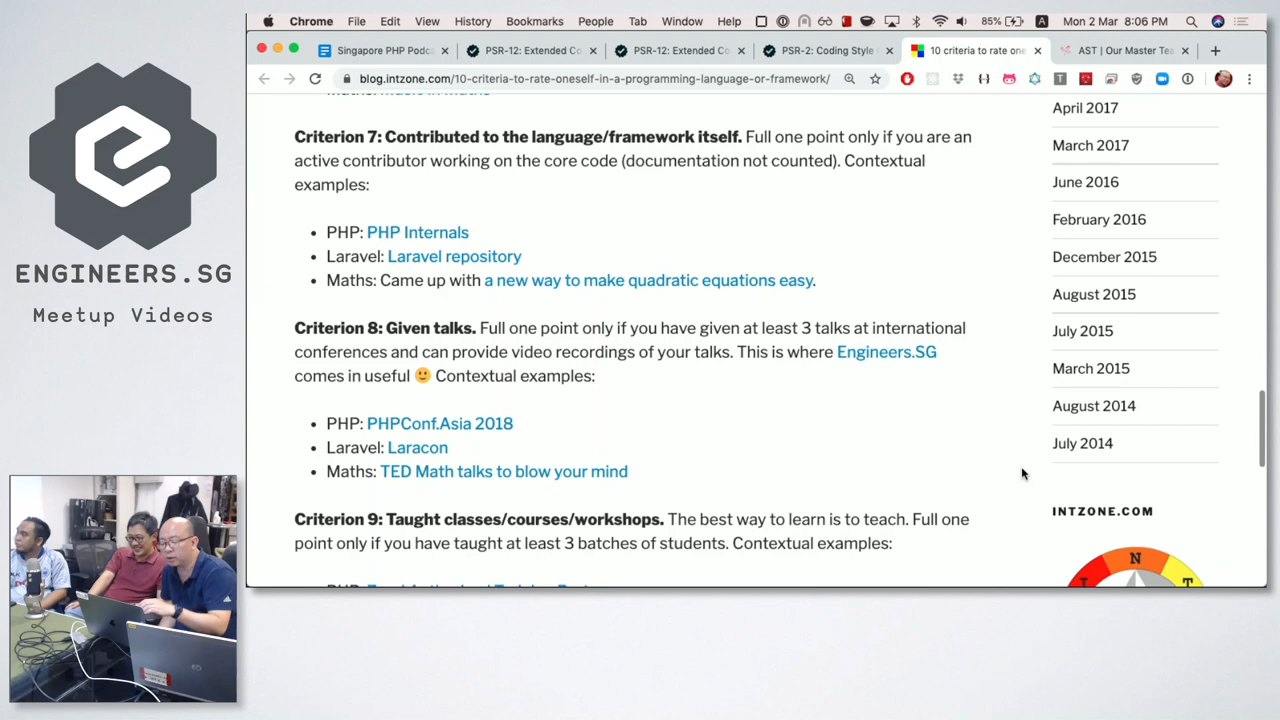 Chrome File Edit View History Bookmarks People Tab Window Help 85% A Mon 2 Mar 8:06 PM
Singapore PHP Podca × PSR-12: Extended Co × PSR-12: Extended Co × PSR-2: Coding Style × 10 criteria to rate one × AST | Our Master Tea × +
blog.intzone.com/10-criteria-to-rate-oneself-in-a-programming-language-or-framework/
Criterion 7: Contributed to the language/framework itself. Full one point only if you are an
active contributor working on the core code (documentation not counted). Contextual
examples:
• PHP: PHP Internals
• Laravel: Laravel repository
• Maths: Came up with a new way to make quadratic equations easy.
Criterion 8: Given talks. Full one point only if you have given at least 3 talks at international
conferences and can provide video recordings of your talks. This is where Engineers.SG
comes in useful 🙂 Contextual examples:
• PHP: PHPConf.Asia 2018
• Laravel: Laracon
• Maths: TED Math talks to blow your mind
Criterion 9: Taught classes/courses/workshops. The best way to learn is to teach. Full one
point only if you have taught at least 3 batches of students. Contextual examples:
April 2017
March 2017
June 2016
February 2016
December 2015
August 2015
July 2015
March 2015
August 2014
July 2014
INTZONE.COM
I N T
ENGINEERS.SG
Meetup Videos